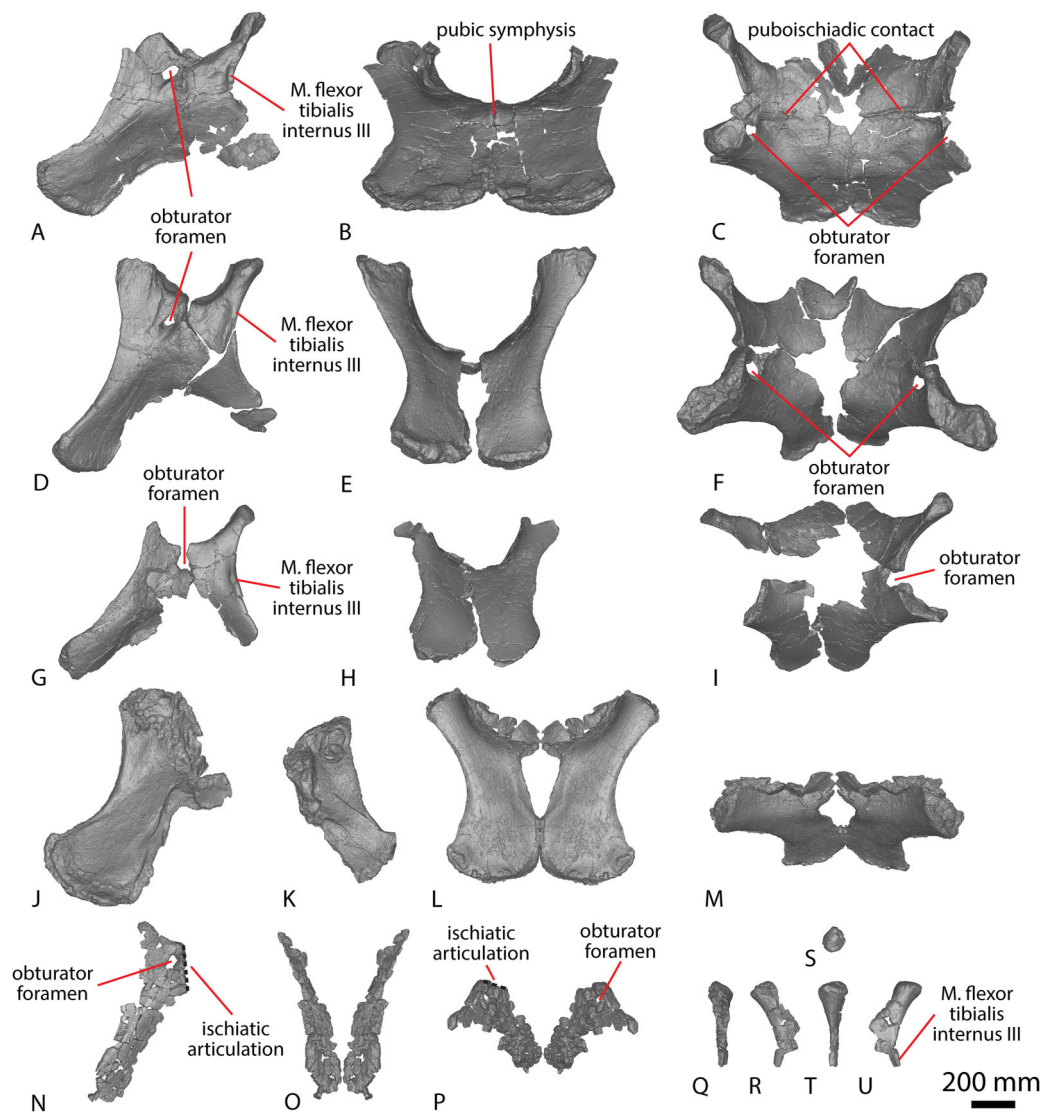 pubic symphysis
puboischiadic contact
M. flexor
tibialis
internus III
obturator
foramen
A
B
C
obturator
foramen
M. flexor
tibialis
internus III
D
E
F
obturator
foramen
obturator
foramen
M. flexor
tibialis
internus III
obturator
foramen
G
H
I
J
K
L
M
ischiatic
articulation
obturator
foramen
S
obturator
foramen
ischiatic
articulation
M. flexor
tibialis
internus III
N
O
P
Q
R
T
U
200 mm